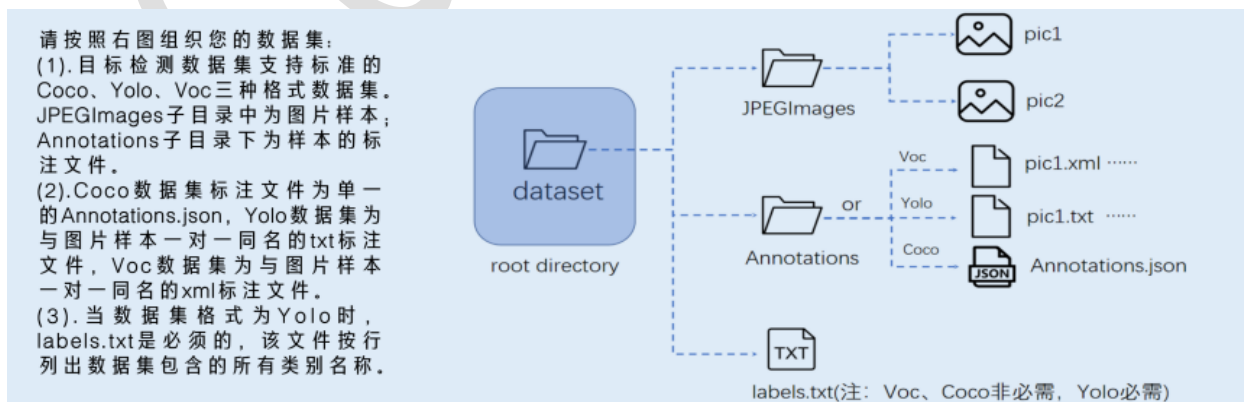 请按照右图组织您的数据集:
(1).目标检测数据集支持标准的
Coco、Yolo、Voc三种格式数据集。
JPEGImages子目录中为图片样本；
Annotations子目录下为样本的标
注文件。
(2).Coco数据集标注文件为单一
的Annotations.json，Yolo数据集为
与图片样本一对一同名的txt标注
文件，Voc数据集为与图片样本
一对一同名的xml标注文件。
(3).当数据集格式为Yolo时，
labels.txt是必须的，该文件按行
列出数据集包含的所有类别名称。
dataset
root directory
JPEGImages
pic1
pic2
Annotations
or
Voc
pic1.xml ······
Yolo
pic1.txt ······
Coco
JSON
Annotations.json
TXT
labels.txt(注：Voc、Coco非必需，Yolo必需)